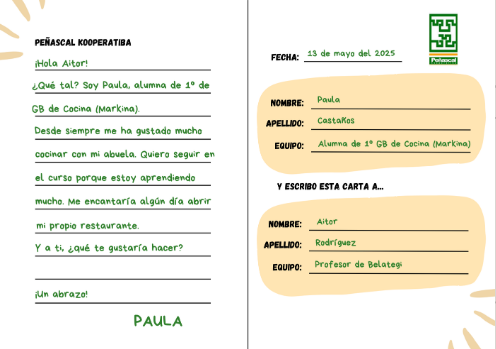 PEÑASCAL KOOPERATIBA
¡Hola Aitor!
¿Qué tal? Soy Paula, alumna de 1º de
GB de Cocina (Markina).
Desde siempre me ha gustado mucho
cocinar con mi abuela. Quiero seguir en
el curso porque estoy aprendiendo
mucho. Me encantaría algún día abrir
mi propio restaurante.
Y a ti, ¿qué te gustaría hacer?
¡Un abrazo!
PAULA
Peñascal
FECHA: 13 de mayo del 2025
NOMBRE: Paula
APELLIDO: Castaños
EQUIPO: Alumna de 1º GB de Cocina (Markina)
Y ESCRIBO ESTA CARTA A...
NOMBRE: Aitor
APELLIDO: Rodríguez
EQUIPO: Profesor de Belategi